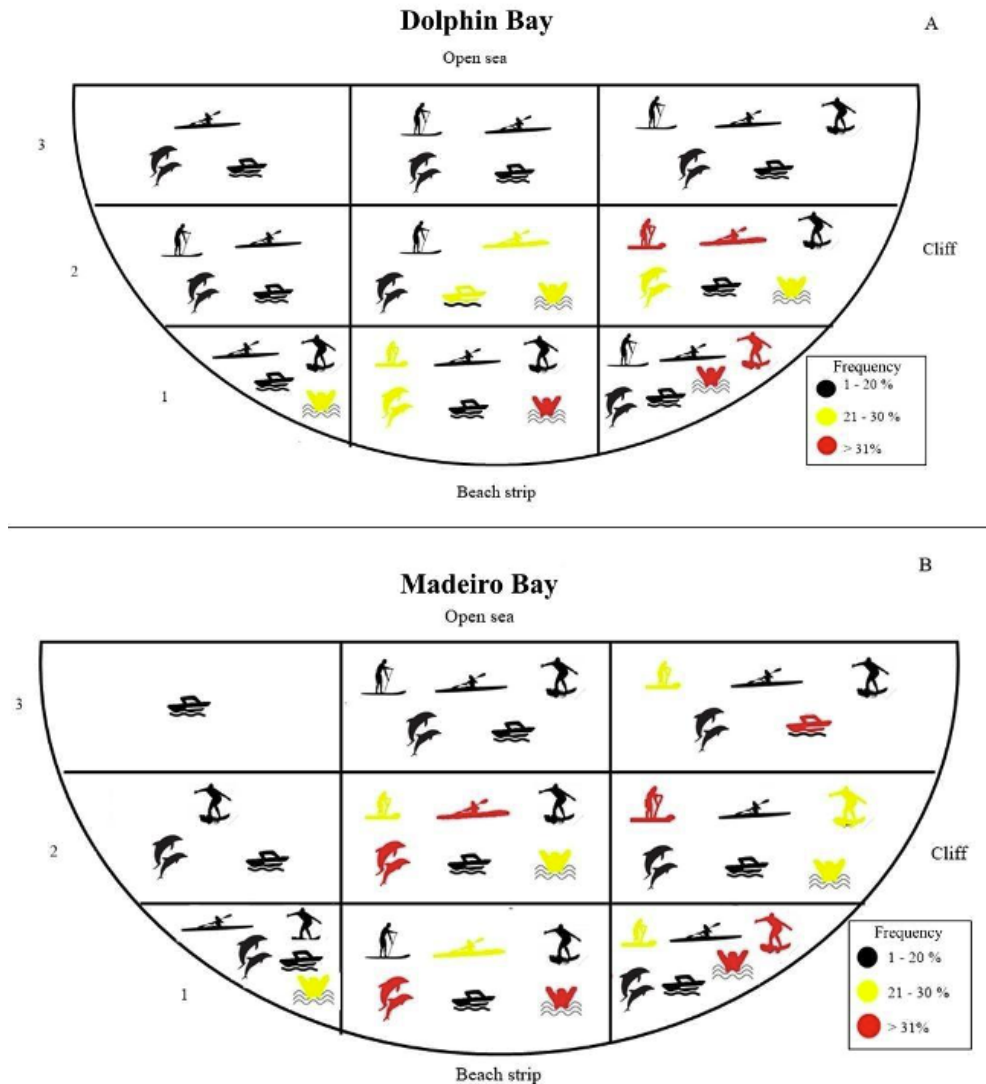 Dolphin Bay
A
Open sea
3
2
Cliff
1
Frequency
1 - 20 %
21 - 30 %
> 31%
Beach strip
B
Madeiro Bay
Open sea
3
2
Cliff
1
Frequency
1 - 20 %
21 - 30 %
> 31%
Beach strip